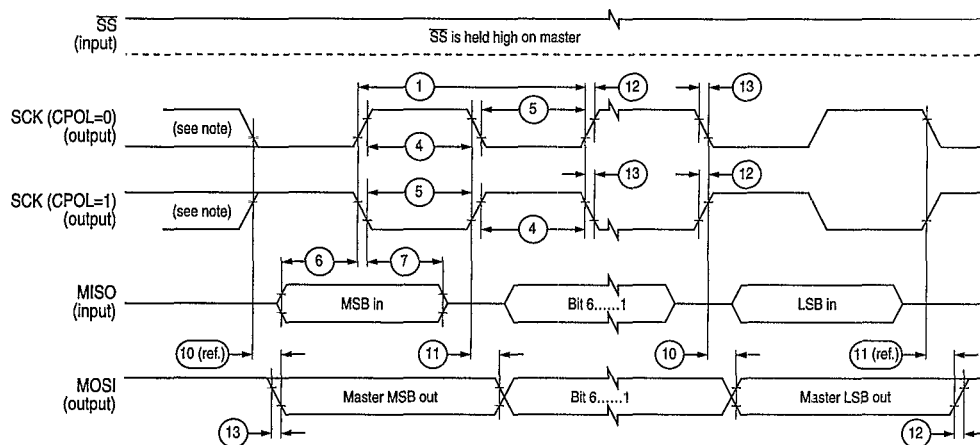 SS
(input)
SS is held high on master
1
12
13
SCK (CPOL=0)
(output)
(see note)
5
4
SCK (CPOL=1)
(output)
(see note)
5
13
12
4
6
7
MISO
(input)
MSB in
Bit 6......1
LSB in
10 (ref.)
11
10
11 (ref.)
MOSI
(output)
Master MSB out
Bit 6......1
Master LSB out
13
12